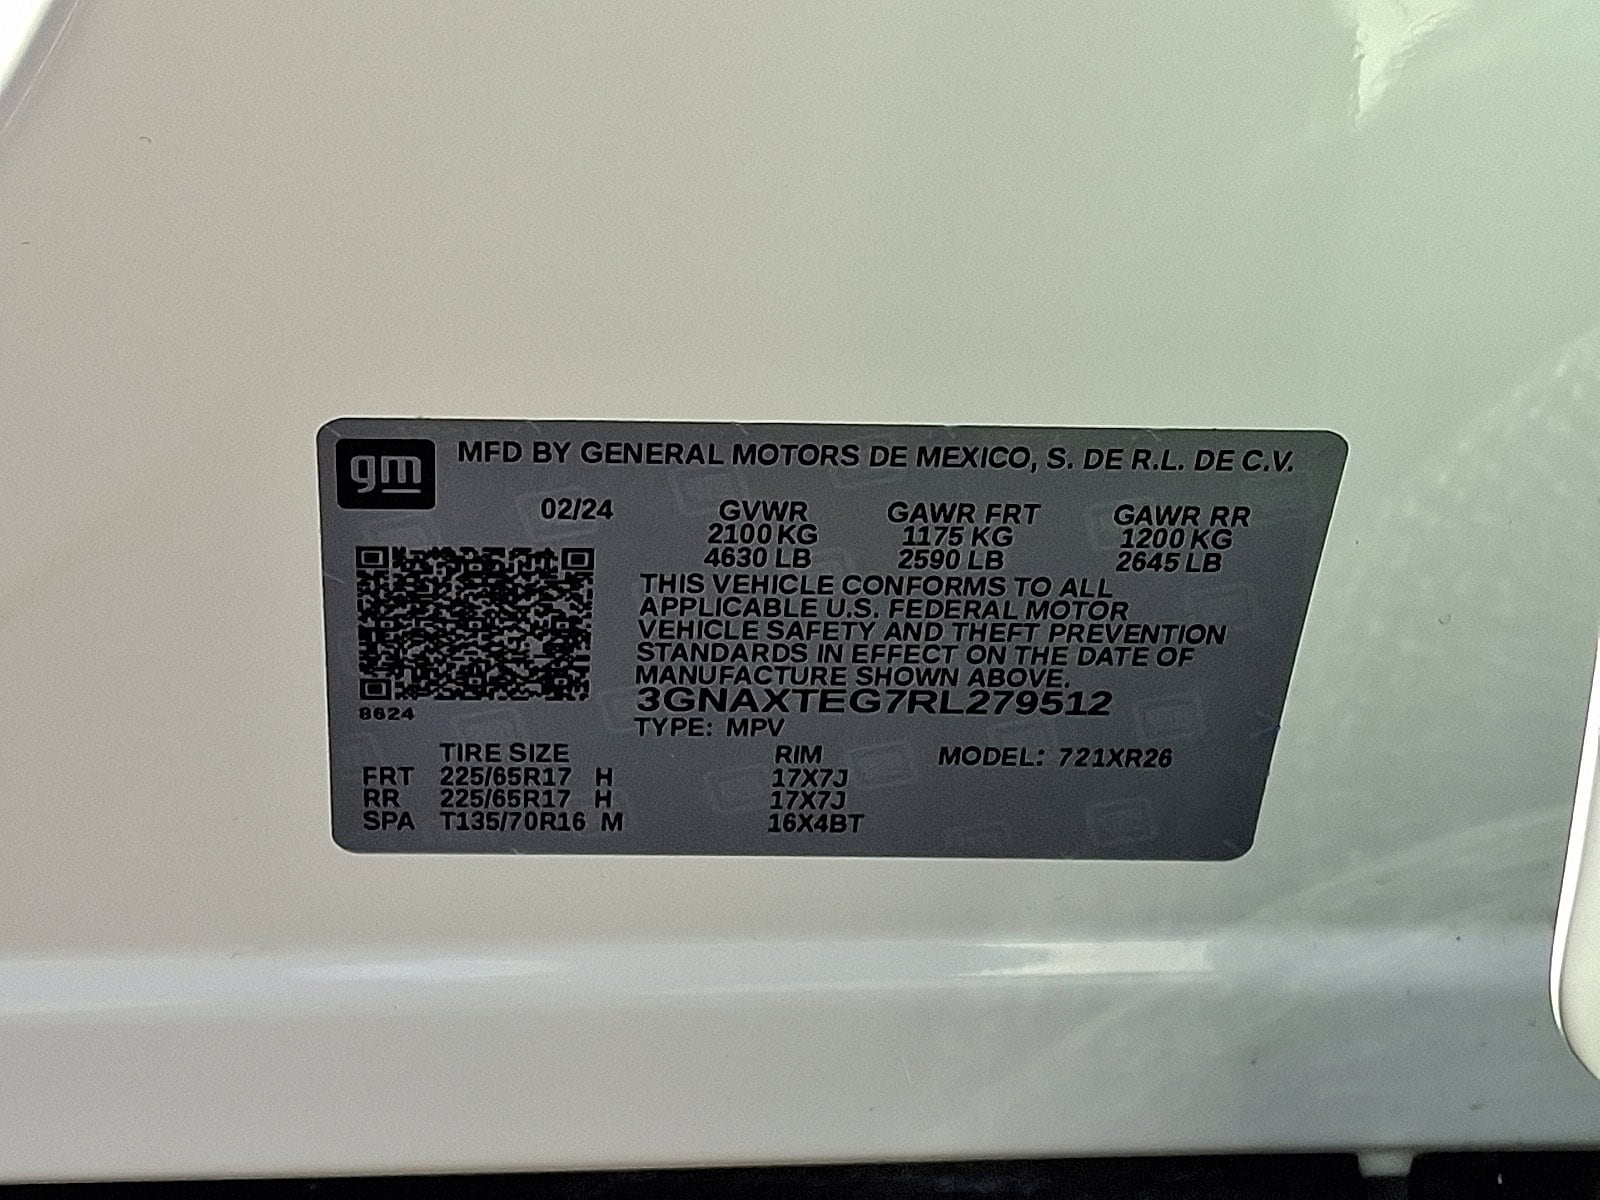 gm MFD BY GENERAL MOTORS DE MEXICO, S. DE R.L. DE C.V.
02/24 GVWR GAWR FRT GAWR RR
2100 KG 1175 KG 1200 KG
4630 LB 2590 LB 2645 LB
THIS VEHICLE CONFORMS TO ALL
APPLICABLE U.S. FEDERAL MOTOR
VEHICLE SAFETY AND THEFT PREVENTION
STANDARDS IN EFFECT ON THE DATE OF
MANUFACTURE SHOWN ABOVE.
3GNAXTEG7RL279512
8624
TYPE: MPV
TIRE SIZE RIM MODEL: 721XR26
FRT 225/65R17 H 17X7J
RR 225/65R17 H 17X7J
SPA T135/70R16 M 16X4BT